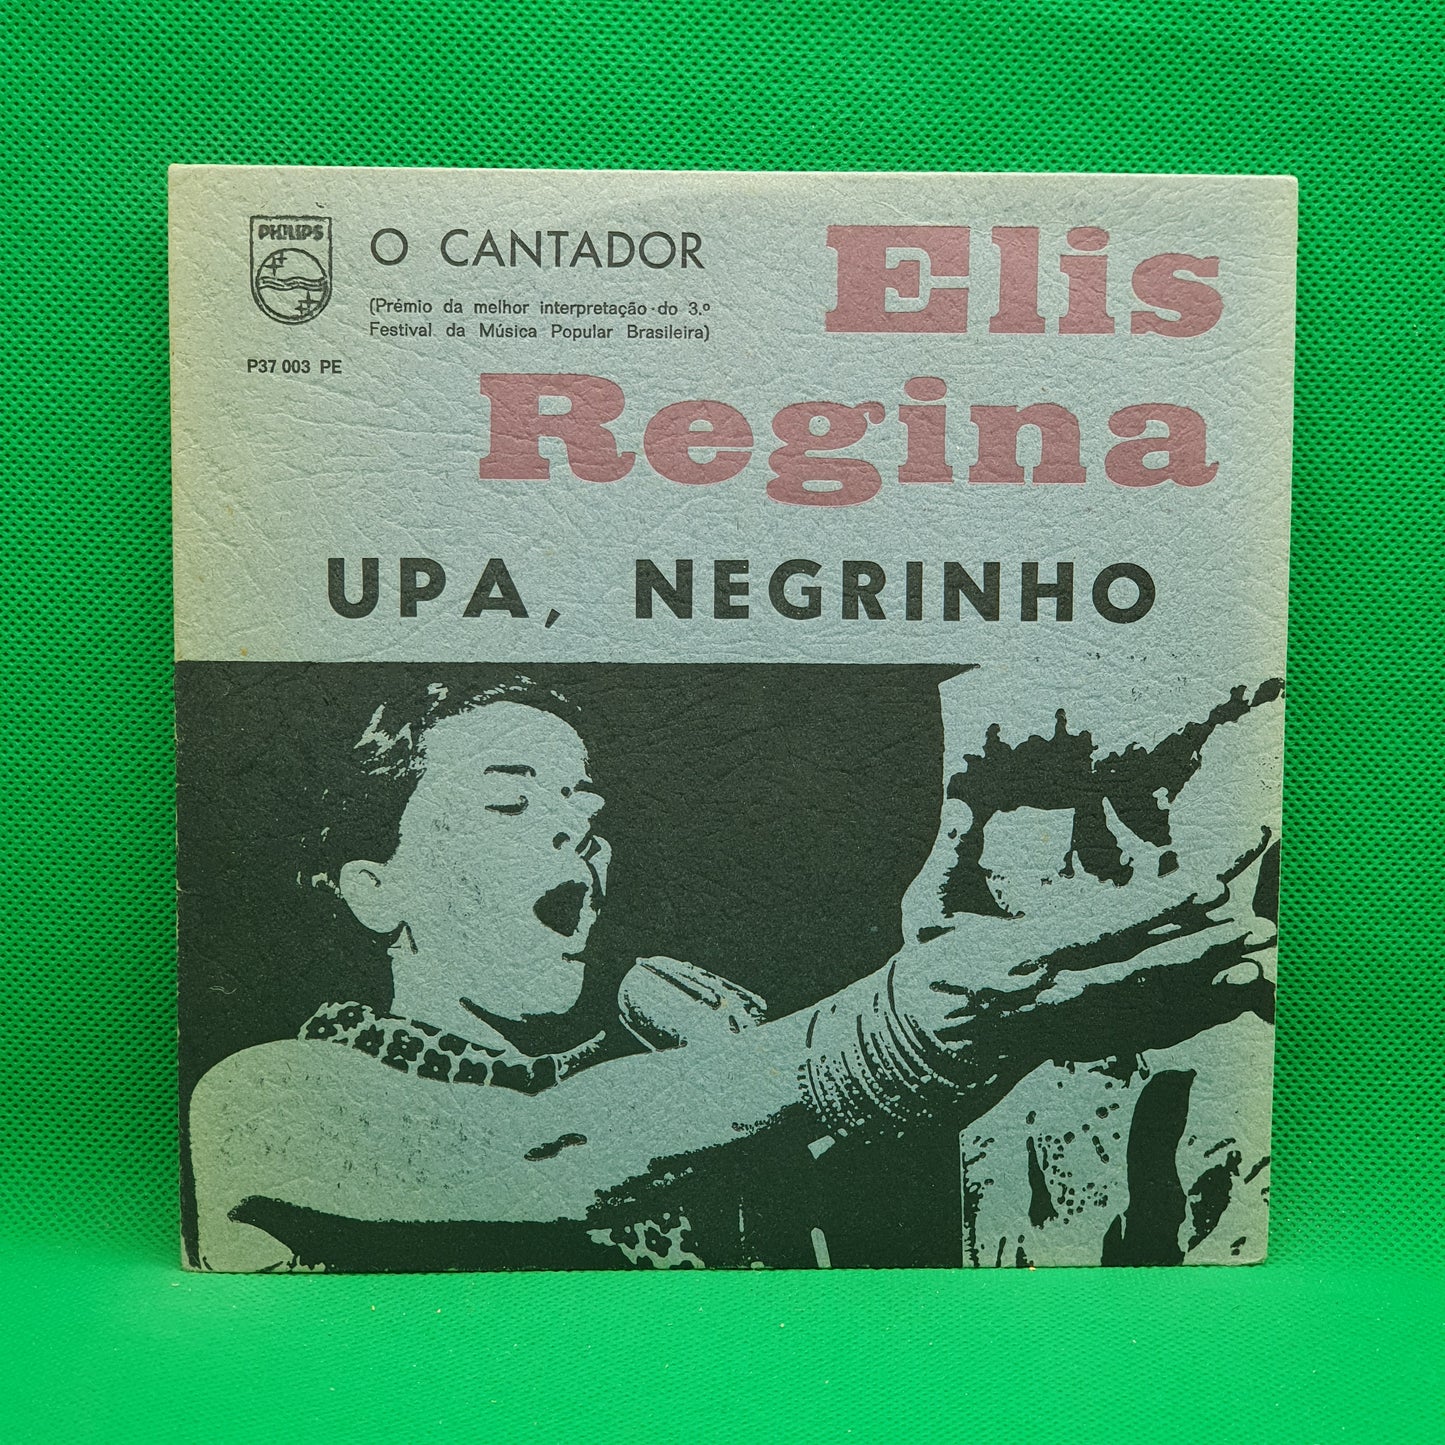 PHILIPS
O CANTADOR
(Prémio da melhor interpretação do 3.º
Festival da Música Popular Brasileira)
P37 003 PE
Elis
Regina
UPA, NEGRINHO